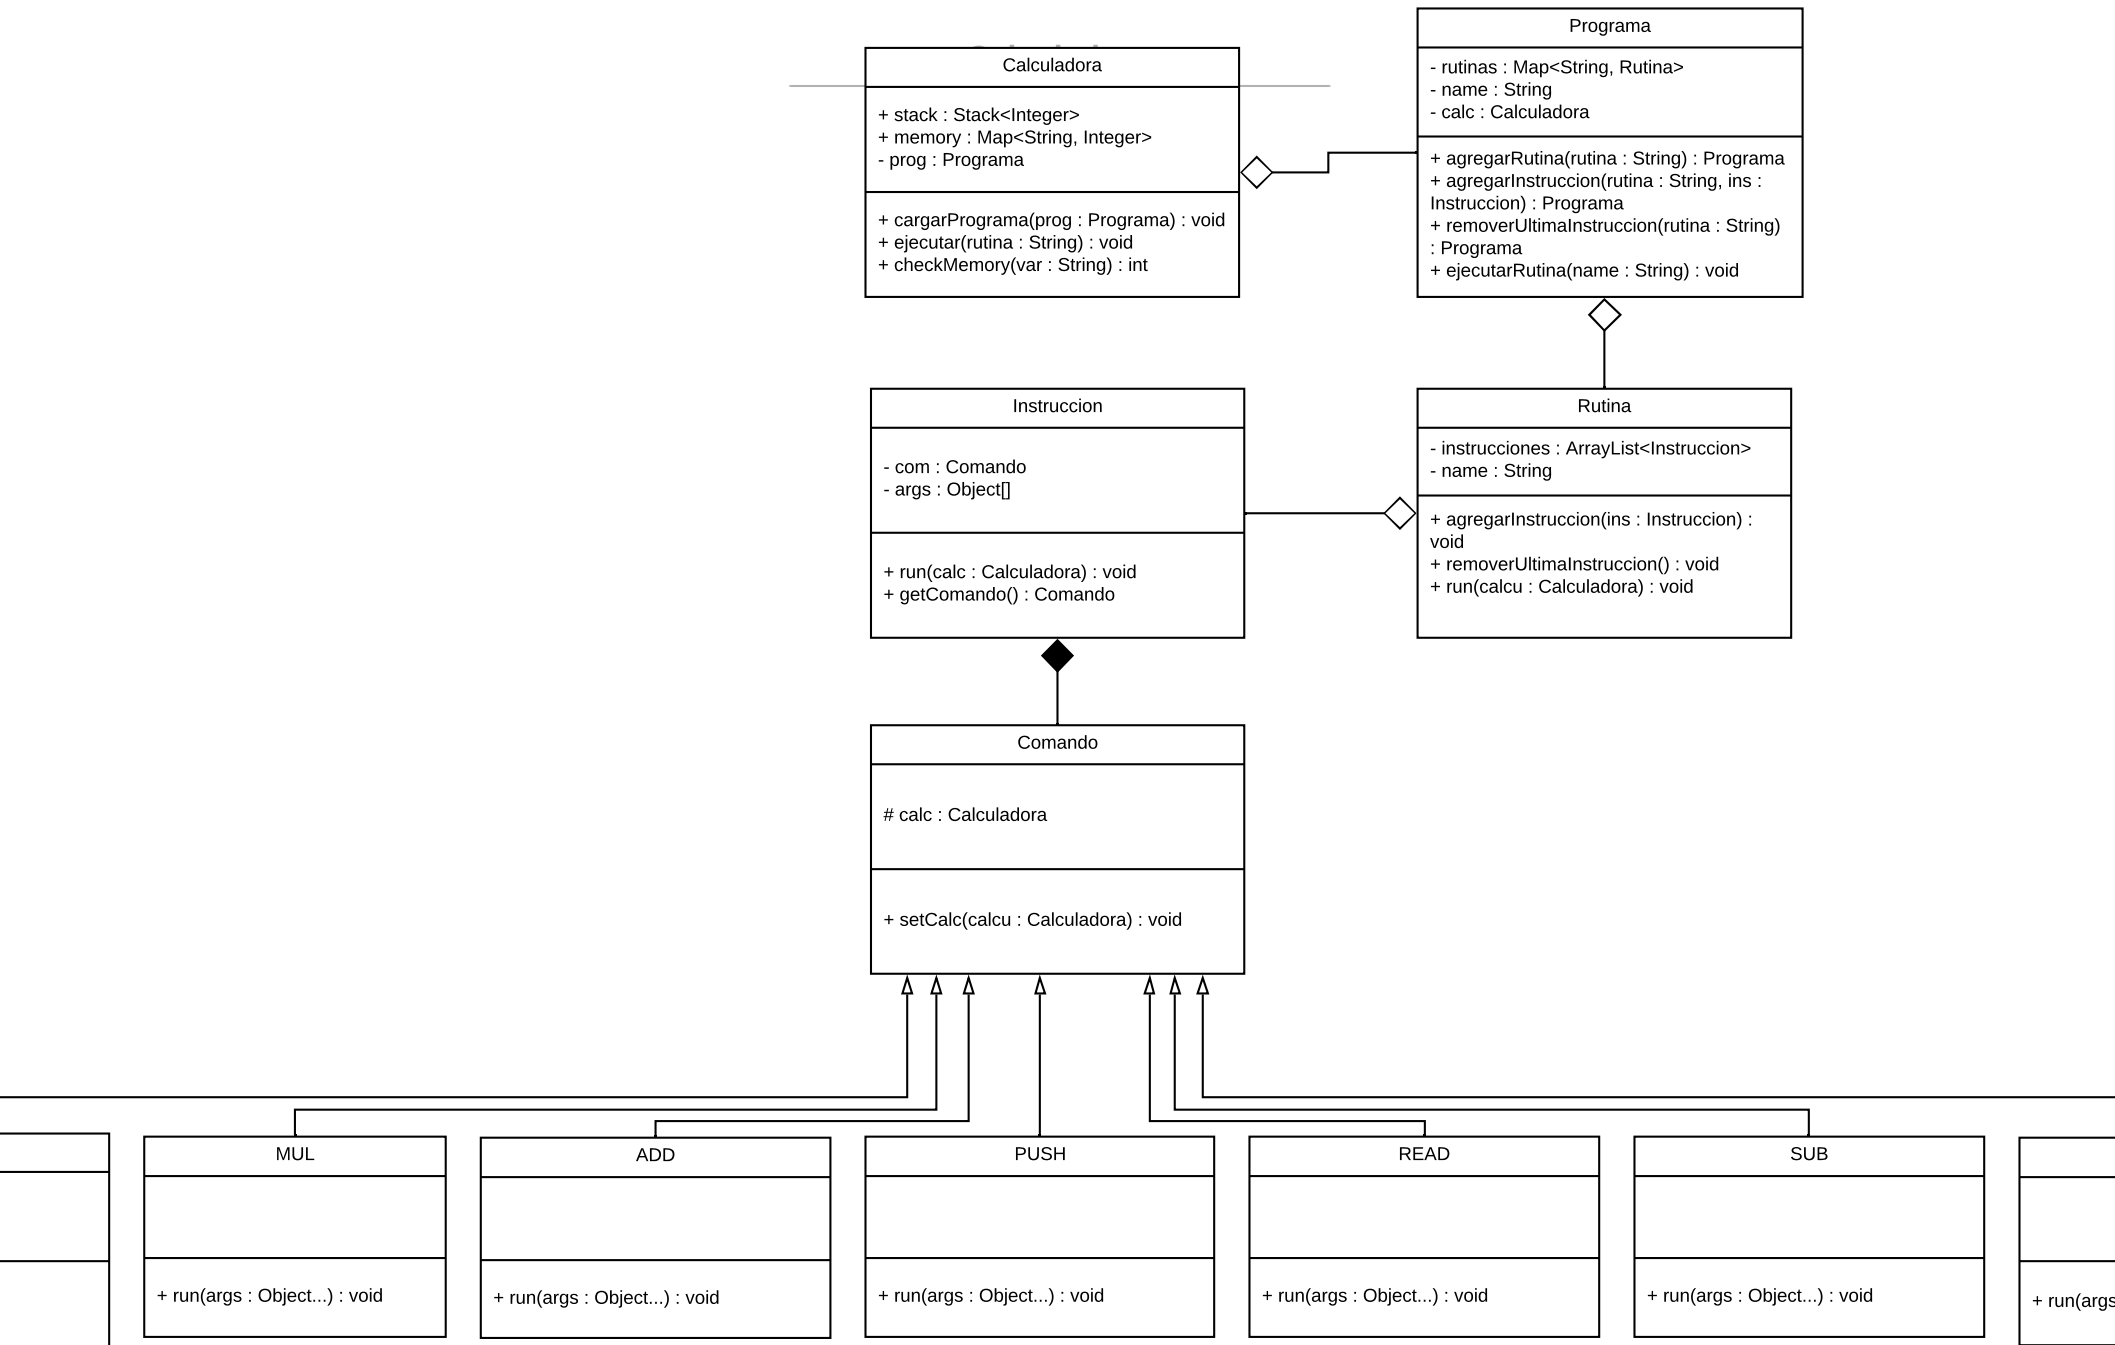 Calculadora
+ stack : Stack<Integer>
+ memory : Map<String, Integer>
- prog : Programa
+ cargarPrograma(prog : Programa) : void
+ ejecutar(rutina : String) : void
+ checkMemory(var : String) : int
Programa
- rutinas : Map<String, Rutina>
- name : String
- calc : Calculadora
+ agregarRutina(rutina : String) : Programa
+ agregarInstruccion(rutina : String, ins :
Instruccion) : Programa
+ removerUltimaInstruccion(rutina : String)
: Programa
+ ejecutarRutina(name : String) : void
Instruccion
- com : Comando
- args : Object[]
+ run(calc : Calculadora) : void
+ getComando() : Comando
Rutina
- instrucciones : ArrayList<Instruccion>
- name : String
+ agregarInstruccion(ins : Instruccion) :
void
+ removerUltimaInstruccion() : void
+ run(calcu : Calculadora) : void
Comando
# calc : Calculadora
+ setCalc(calcu : Calculadora) : void
MUL
+ run(args : Object...) : void
ADD
+ run(args : Object...) : void
PUSH
+ run(args : Object...) : void
READ
+ run(args : Object...) : void
SUB
+ run(args : Object...) : void
+ run(args